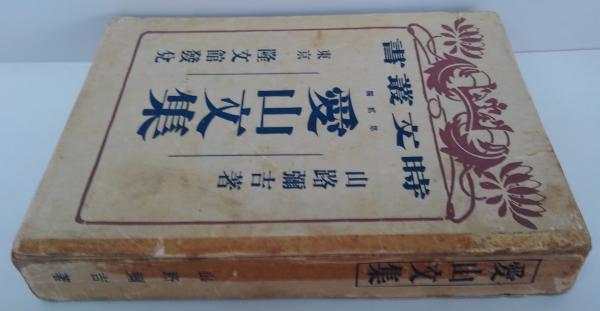 時文叢書
第貳編
愛山文集
山路彌吉著
東京 隆文館發兌
愛山文集
山路彌吉著